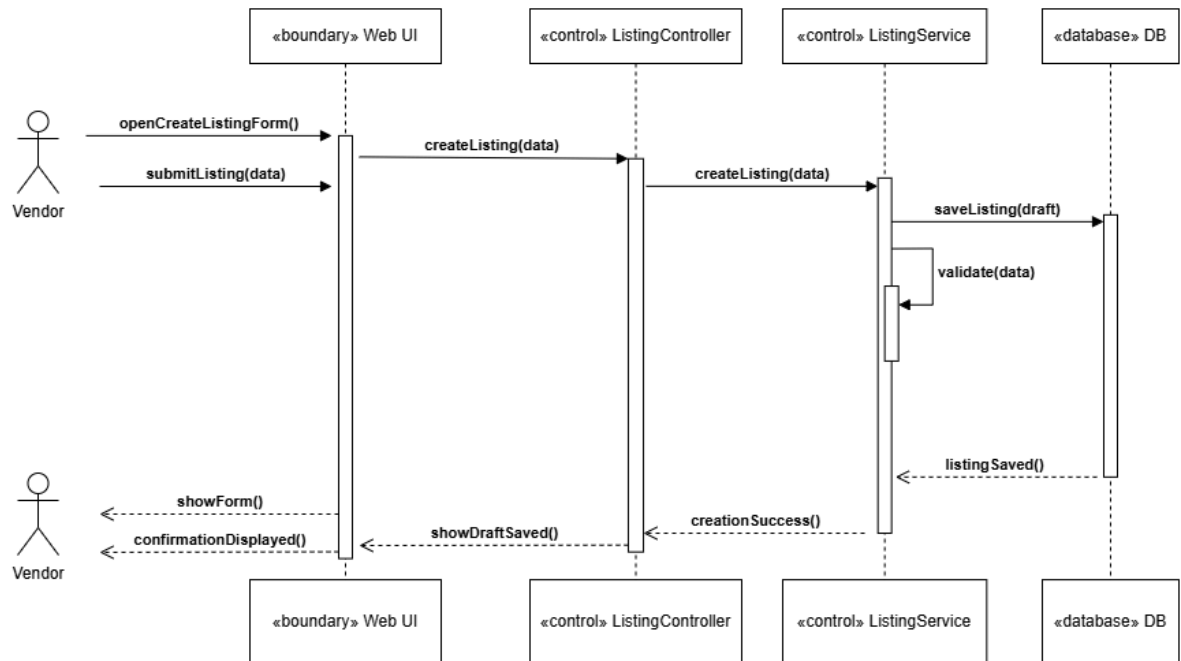 «boundary» Web UI
«control» ListingController
«control» ListingService
«database» DB
openCreateListingForm()
createListing(data)
submitListing(data)
createListing(data)
Vendor
saveListing(draft)
validate(data)
listingSaved()
showForm()
creationSuccess()
showDraftSaved()
confirmationDisplayed()
Vendor
«boundary» Web UI
«control» ListingController
«control» ListingService
«database» DB